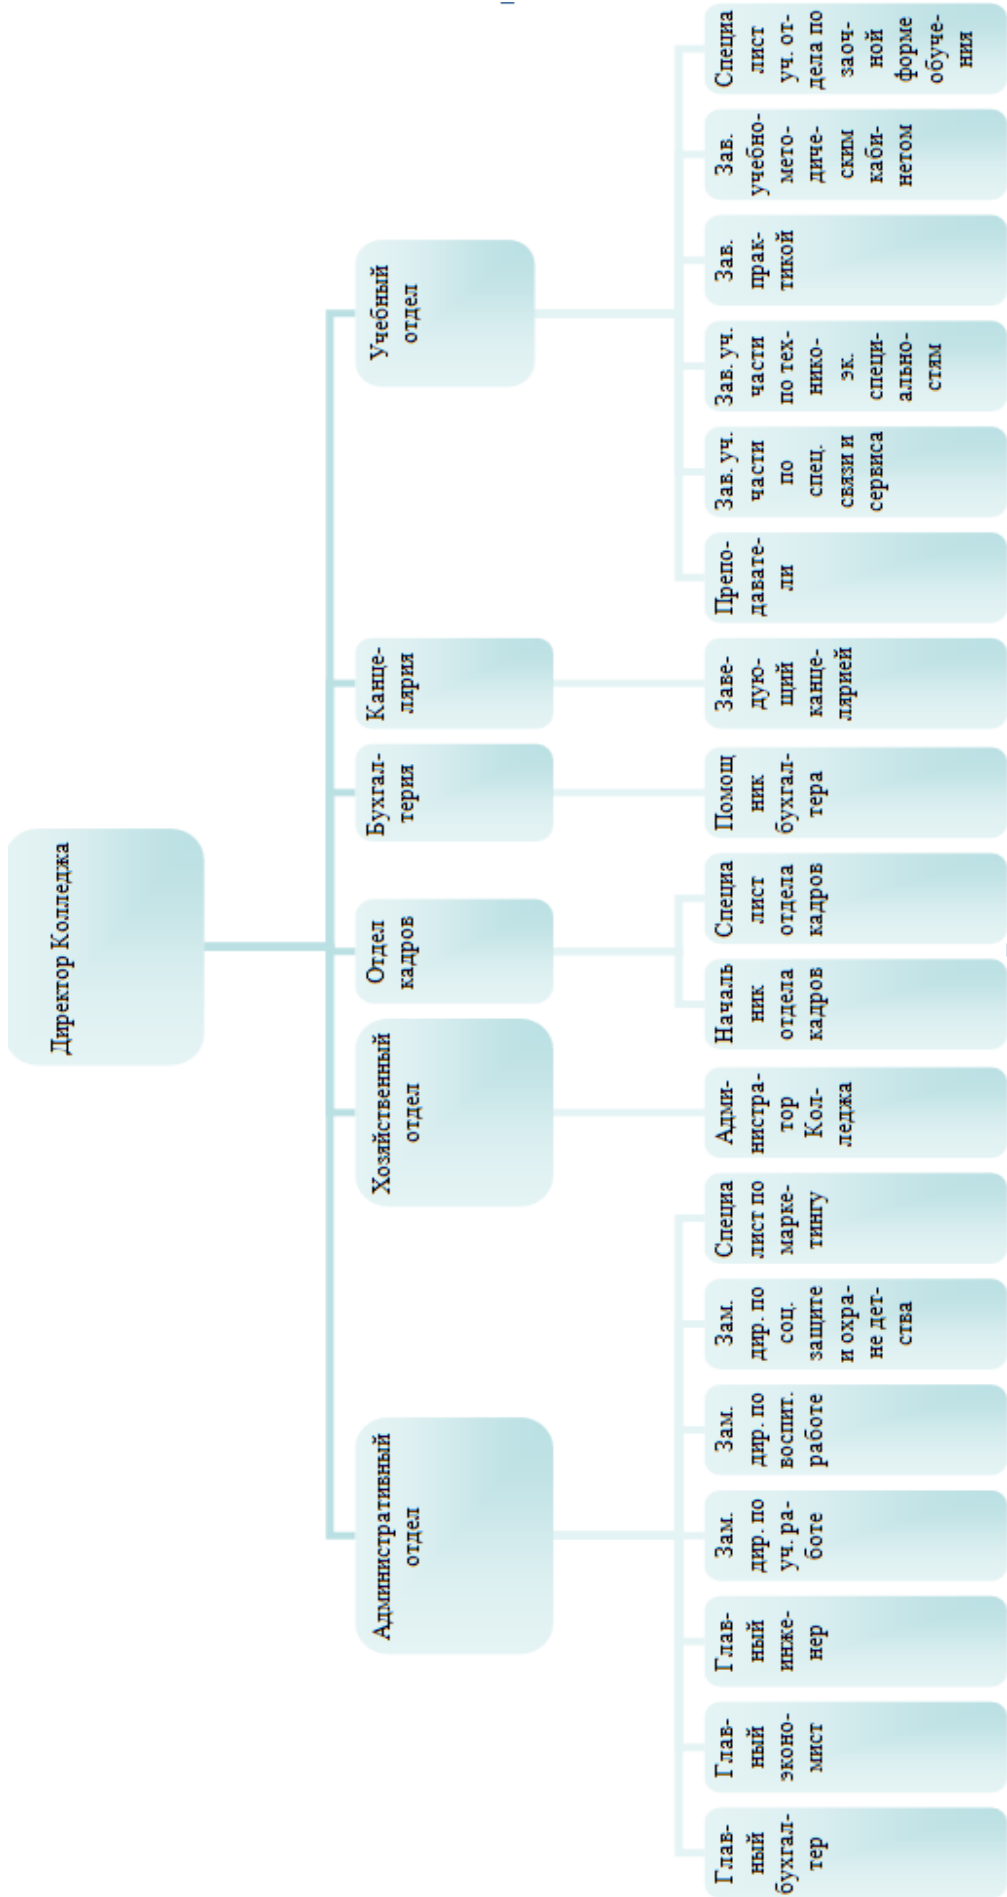 Директор Колледжа
Административный
отдел
Хозяйственный
отдел
Отдел
кадров
Бухгал-
терия
Канце-
лярия
Учебный
отдел
Глав-
ный
бухгал-
тер
Глав-
ный
эконо-
мист
Глав-
ный
инже-
нер
Зам.
дир. по
уч. ра-
боте
Зам.
дир. по
воспит.
работе
Зам.
дир. по
соц.
защите
и охра-
не дет-
ства
Специа
лист по
марке-
тингу
Адми-
нистра-
тор
Кол-
леджа
Началь
ник
отдела
кадров
Специа
лист
отдела
кадров
Помощ
ник
бухгал-
тера
Заве-
дую-
щий
канце-
лярией
Препо-
давате-
ли
Зав. уч.
части
по
спец.
связи и
сервиса
Зав. уч.
части
по тех-
нико-
эк.
специ-
ально-
стям
Зав.
прак-
тикой
Зав.
учебно-
мето-
диче-
ским
каби-
нетом
Специа
лист
уч. от-
дела по
заоч-
ной
форме
обуче-
ния